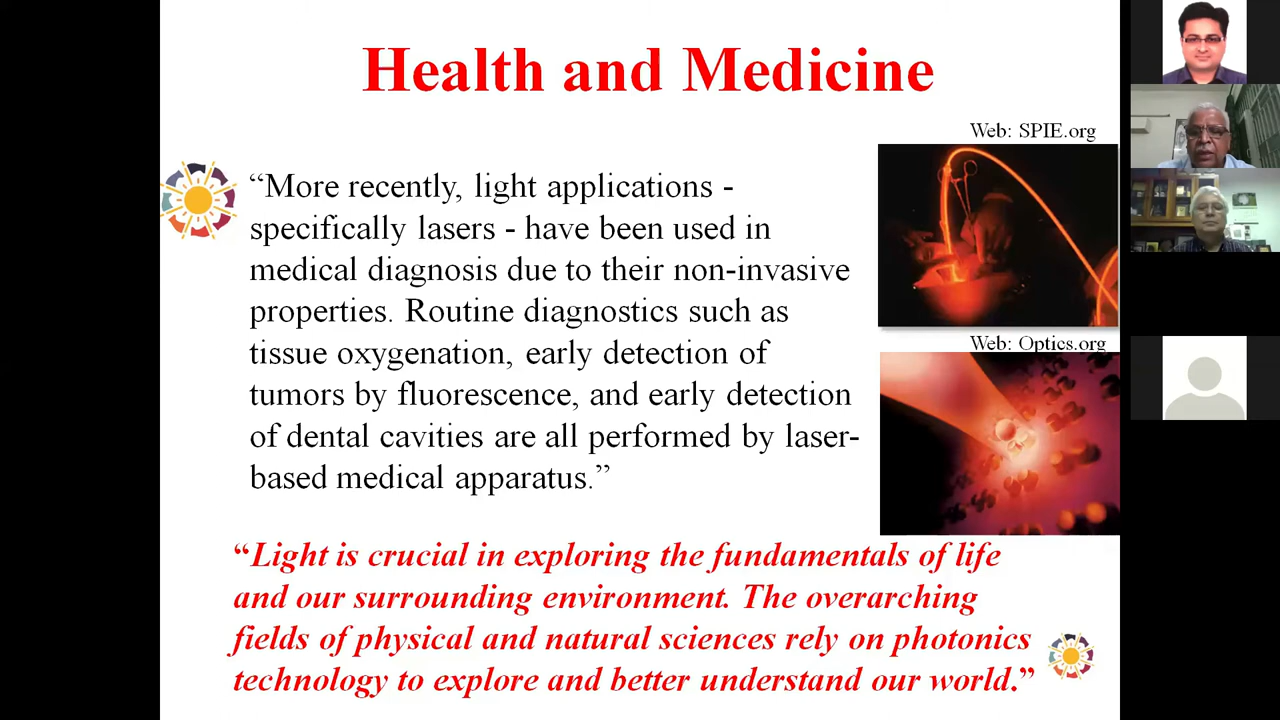 Health and Medicine
Web: SPIE.org
“More recently, light applications -
specifically lasers - have been used in
medical diagnosis due to their non-invasive
properties. Routine diagnostics such as
tissue oxygenation, early detection of
tumors by fluorescence, and early detection
of dental cavities are all performed by laser-
based medical apparatus.”
Web: Optics.org
“Light is crucial in exploring the fundamentals of life
and our surrounding environment. The overarching
fields of physical and natural sciences rely on photonics
technology to explore and better understand our world.”